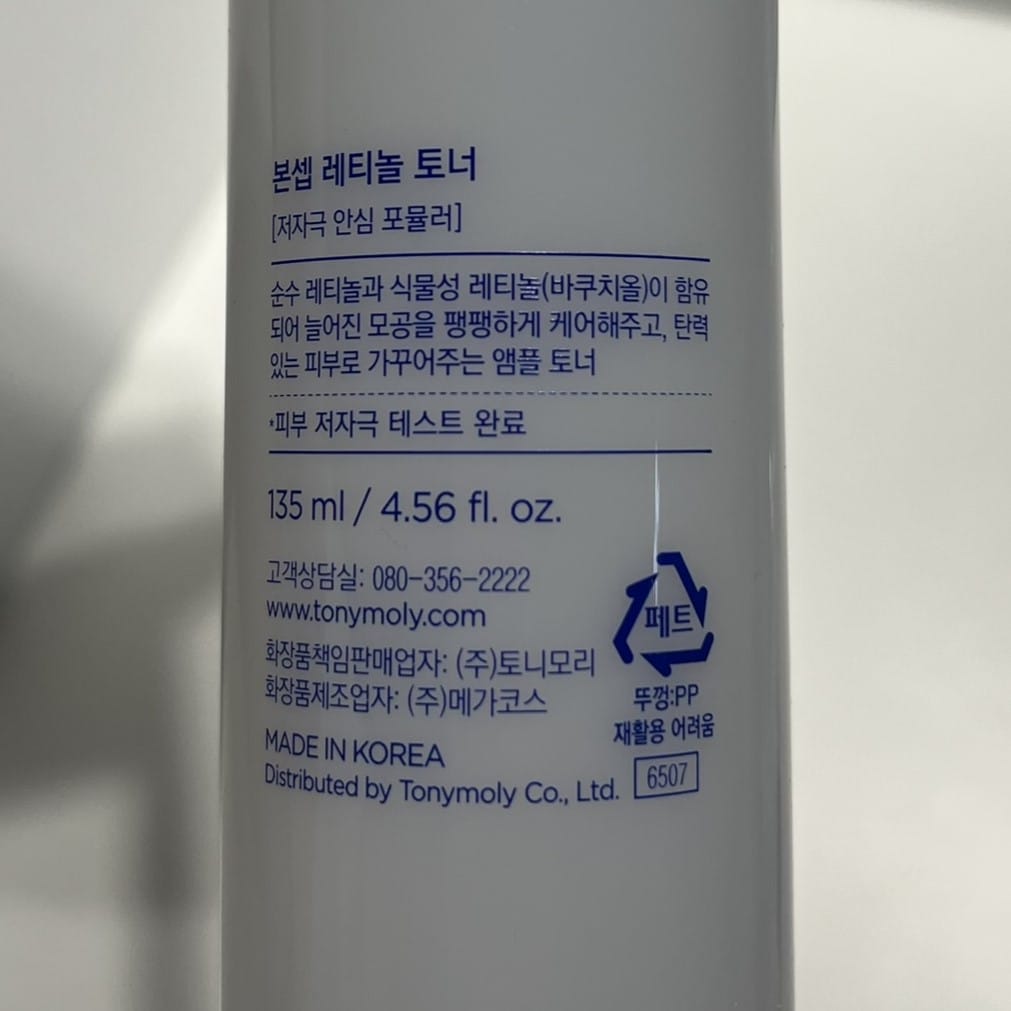 본셉 레티놀 토너
[저자극 안심 포뮬러]
순수 레티놀과 식물성 레티놀(바쿠치올)이 함유
되어 늘어진 모공을 팽팽하게 케어해주고, 탄력
있는 피부로 가꾸어주는 앰플 토너
*피부 저자극 테스트 완료
135 ml / 4.56 fl. oz.
고객상담실: 080-356-2222
www.tonymoly.com
화장품책임판매업자: (주)토니모리
화장품제조업자: (주)메가코스
MADE IN KOREA
Distributed by Tonymoly Co., Ltd.
페트
뚜껑:PP
재활용 어려움
6507